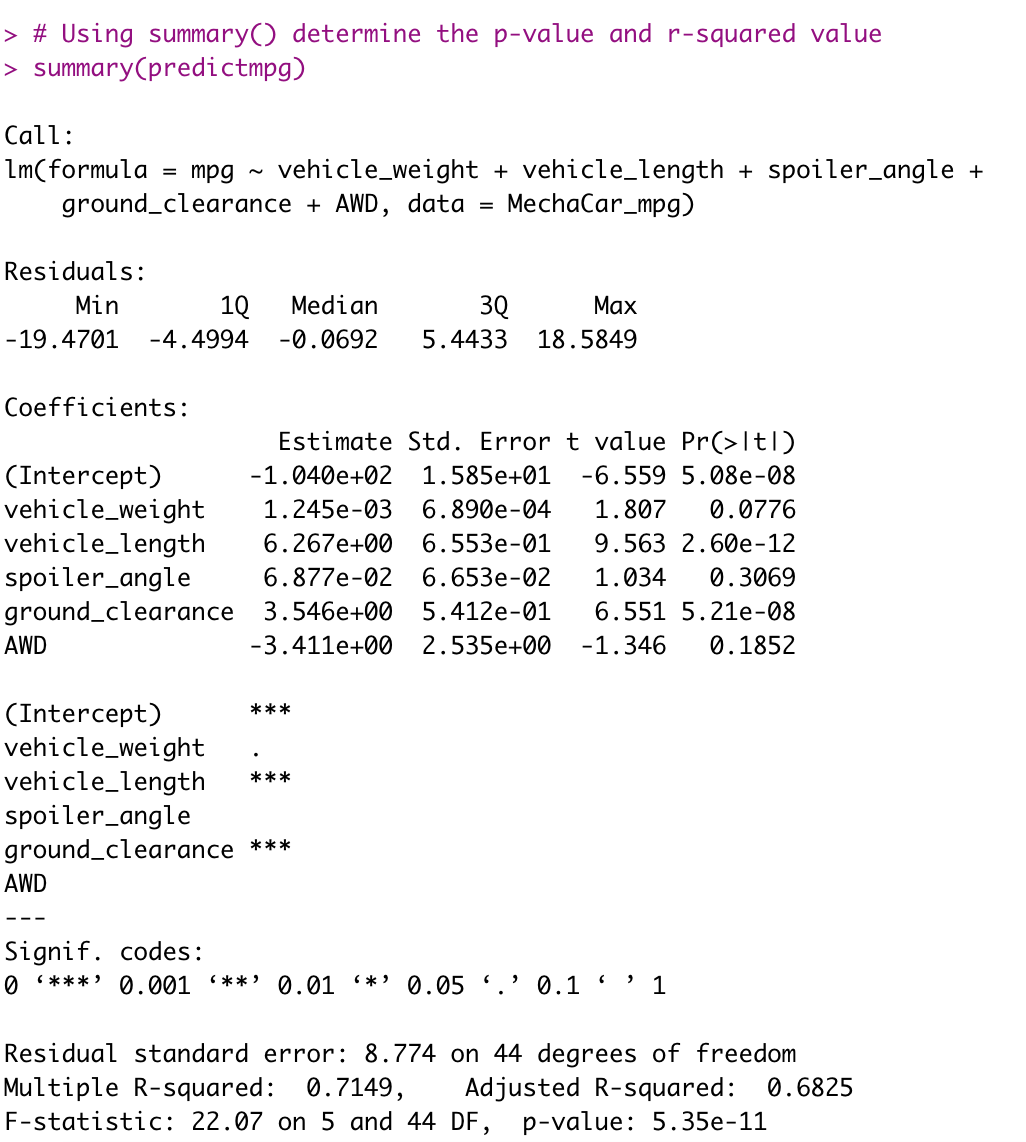 > # Using summary() determine the p-value and r-squared value
> summary(predictmpg)

Call:
lm(formula = mpg ~ vehicle_weight + vehicle_length + spoiler_angle +
    ground_clearance + AWD, data = MechaCar_mpg)

Residuals:
     Min       1Q   Median       3Q      Max
-19.4701  -4.4994  -0.0692   5.4433  18.5849

Coefficients:
                   Estimate Std. Error t value Pr(>|t|)
(Intercept)      -1.040e+02  1.585e+01  -6.559 5.08e-08
vehicle_weight    1.245e-03  6.890e-04   1.807   0.0776
vehicle_length    6.267e+00  6.553e-01   9.563 2.60e-12
spoiler_angle     6.877e-02  6.653e-02   1.034   0.3069
ground_clearance  3.546e+00  5.412e-01   6.551 5.21e-08
AWD              -3.411e+00  2.535e+00  -1.346   0.1852

(Intercept)      ***
vehicle_weight   .
vehicle_length   ***
spoiler_angle
ground_clearance ***
AWD
---
Signif. codes:
0 ‘***’ 0.001 ‘**’ 0.01 ‘*’ 0.05 ‘.’ 0.1 ‘ ’ 1

Residual standard error: 8.774 on 44 degrees of freedom
Multiple R-squared:  0.7149,    Adjusted R-squared:  0.6825
F-statistic: 22.07 on 5 and 44 DF,  p-value: 5.35e-11